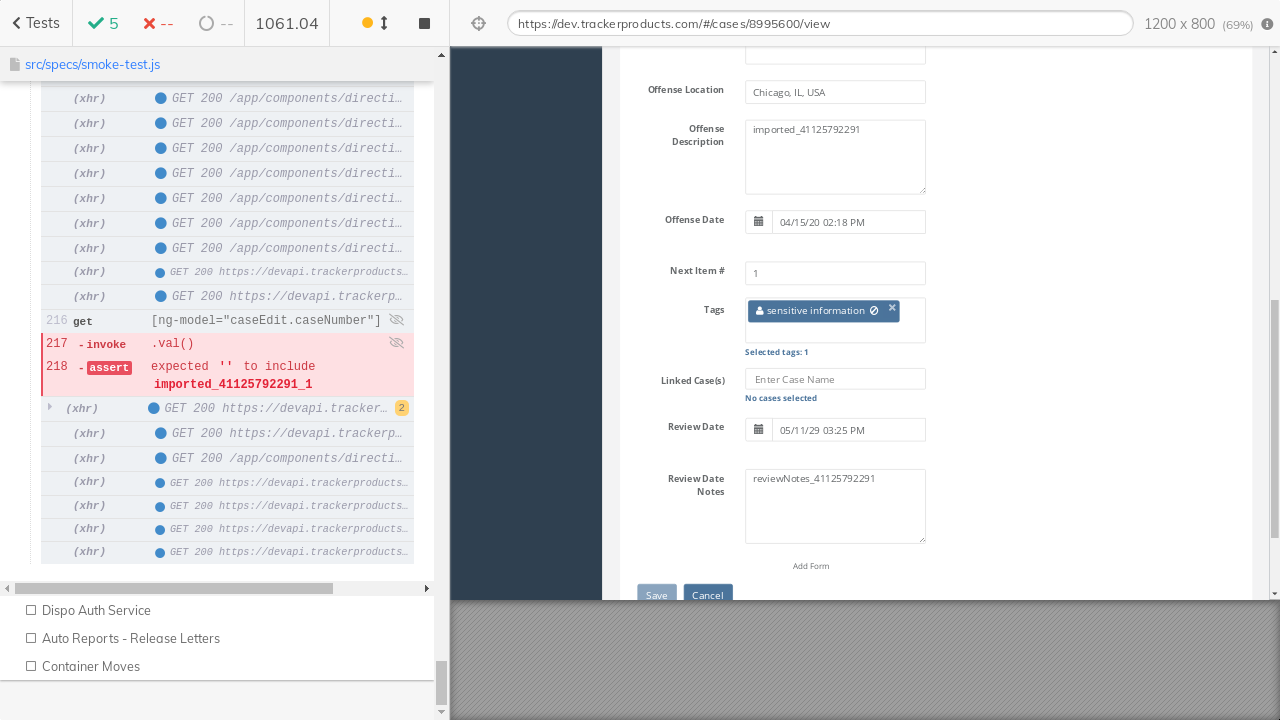 Tests
5
--
--
1061.04
https://dev.trackerproducts.com/#/cases/8995600/view
1200 x 800 (69%)
src/specs/smoke-test.js
(xhr) GET 200 /app/components/directi…
(xhr) GET 200 /app/components/directi…
(xhr) GET 200 /app/components/directi…
(xhr) GET 200 /app/components/directi…
(xhr) GET 200 /app/components/directi…
(xhr) GET 200 /app/components/directi…
(xhr) GET 200 /app/components/directi…
(xhr) GET 200 https://devapi.trackerproducts…
(xhr) GET 200 https://devapi.trackerp…
216 get [ng-model="caseEdit.caseNumber"]
217 -invoke .val()
218 -assert expected '' to include
imported_41125792291_1
(xhr) GET 200 https://devapi.tracker… 2
(xhr) GET 200 https://devapi.trackerp…
(xhr) GET 200 /app/components/directi…
(xhr) GET 200 https://devapi.trackerproducts…
(xhr) GET 200 https://devapi.trackerproducts…
(xhr) GET 200 https://devapi.trackerproducts…
(xhr) GET 200 https://devapi.trackerproducts…
Dispo Auth Service
Auto Reports - Release Letters
Container Moves
Offense Location
Chicago, IL, USA
Offense
Description
imported_41125792291
Offense Date
04/15/20 02:18 PM
Next Item #
1
Tags
sensitive information
Selected tags: 1
Linked Case(s)
Enter Case Name
No cases selected
Review Date
05/11/29 03:25 PM
Review Date
Notes
reviewNotes_41125792291
Add Form
Save
Cancel